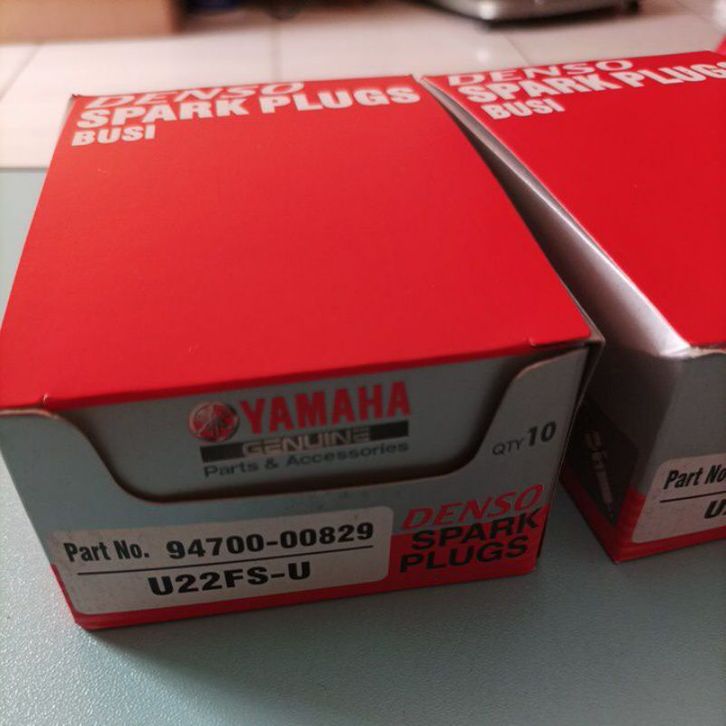 DENSO
SPARK PLUGS
BUSI
DENSO
SPARK PLUGS
BUSI
YAMAHA
GENUINE
Parts & Accessories
QTY 10
Part No. 94700-00829
U22FS-U
DENSO
SPARK
PLUGS
Part No